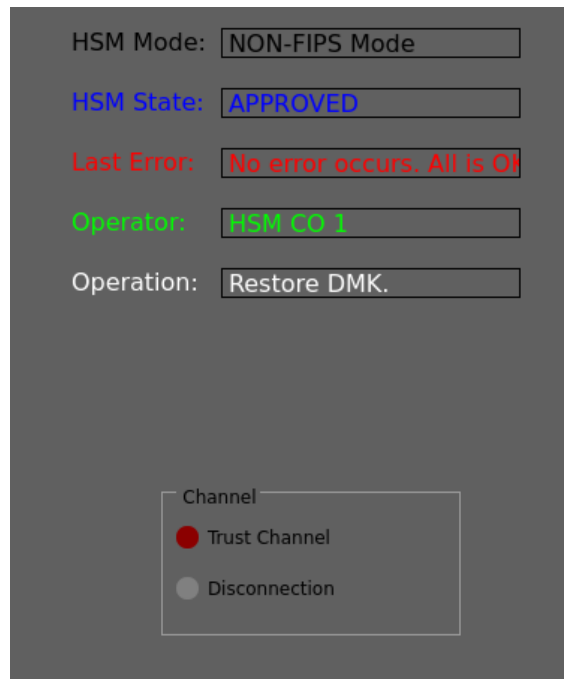 HSM Mode: NON-FIPS Mode
HSM State: APPROVED
Last Error: No error occurs. All is OK
Operator: HSM CO 1
Operation: Restore DMK.
Channel
Trust Channel
Disconnection